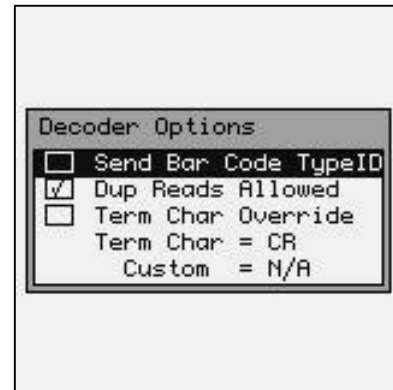 Decoder Options
Send Bar Code TypeID
Dup Reads Allowed
Term Char Override
Term Char = CR
Custom = N/A